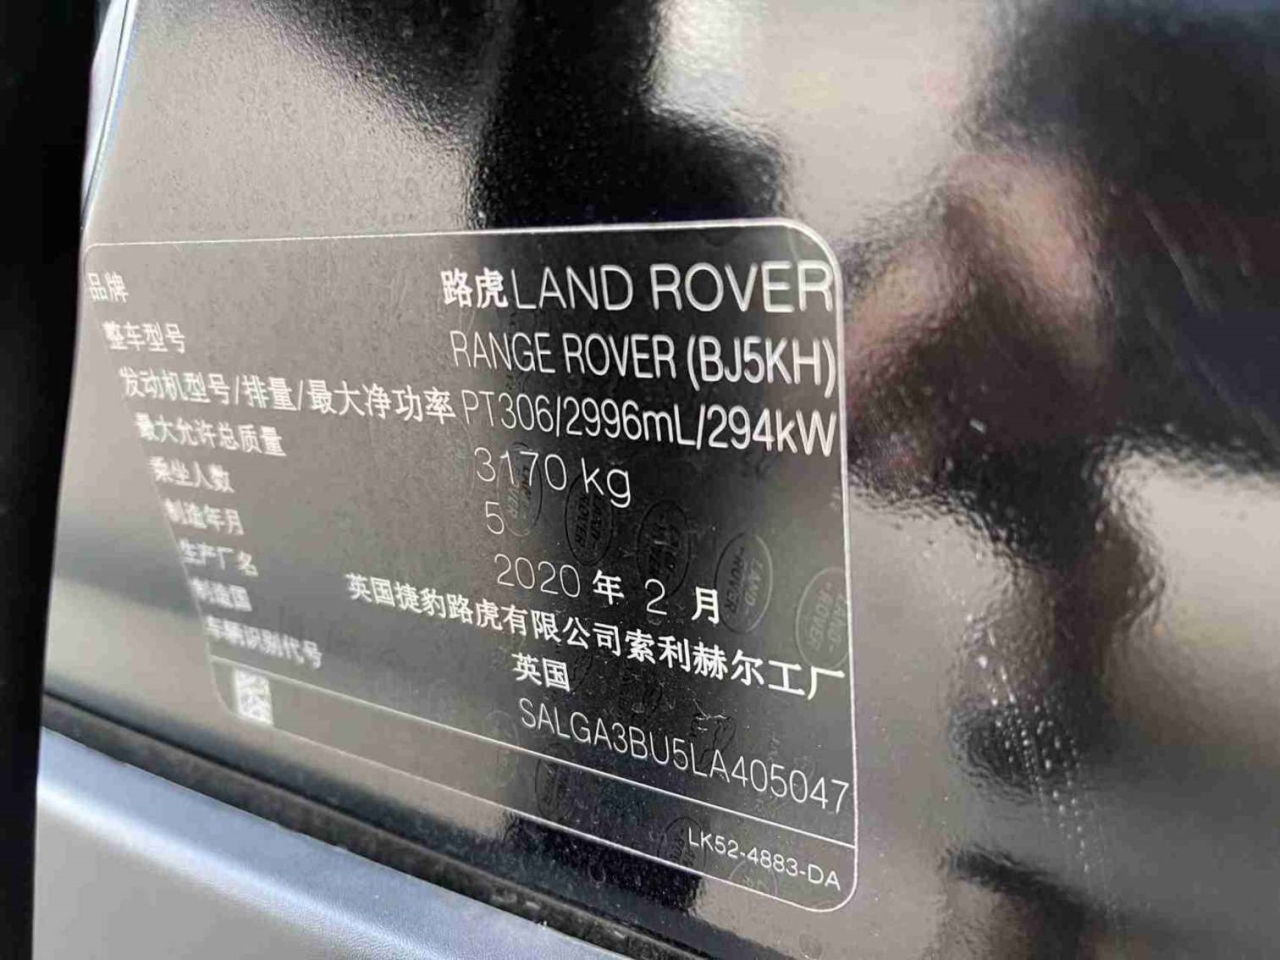 品牌 路虎LAND ROVER
整车型号 RANGE ROVER (BJ5KH)
发动机型号/排量/最大净功率 PT306/2996mL/294kW
最大允许总质量 3170 kg
乘坐人数 5
制造年月 2020 年 2 月
生产厂名 英国捷豹路虎有限公司索利赫尔工厂
制造国 英国
车辆识别代号 SALGA3BU5LA405047
LK52-4883-DA